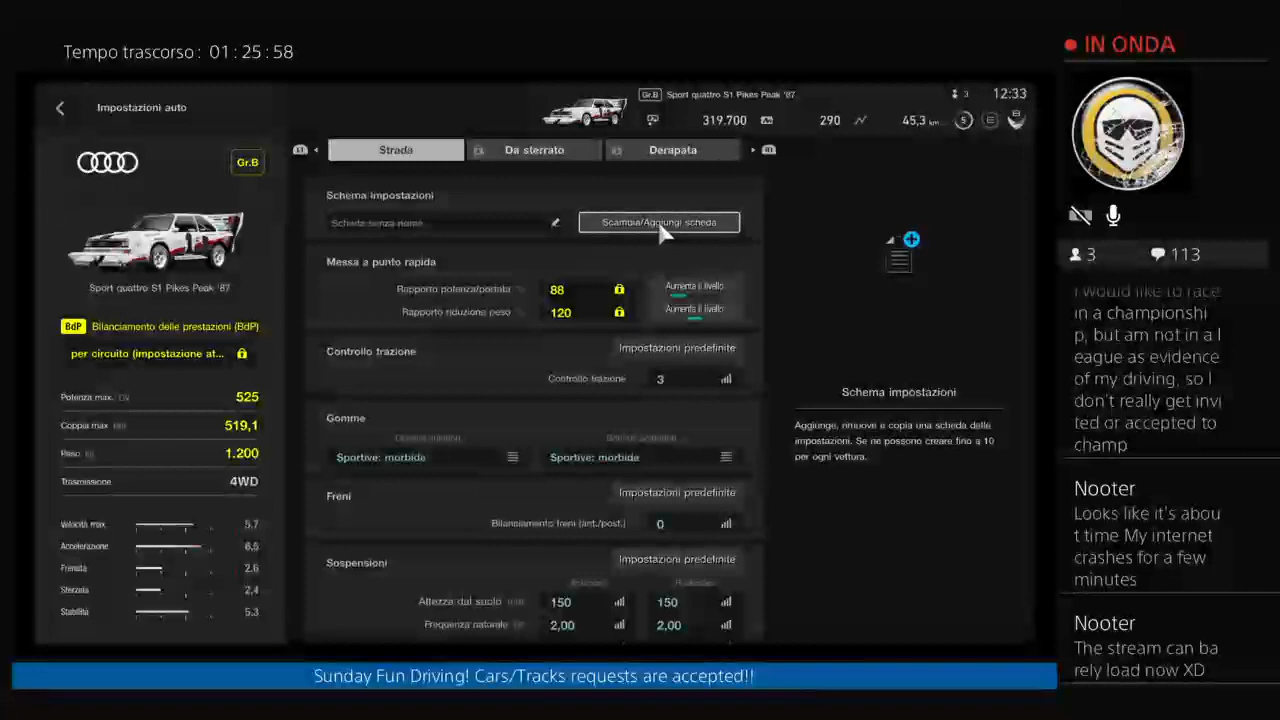 Tempo trascorso: 01:25:58
IN ONDA
Impostazioni auto
Gr.B Sport quattro S1 Pikes Peak '87
3 12:33
319.700 290 45,3 km 5
Gr.B
L1 Strada Da sterrato Derapata R1
Schema impostazioni
Scheda senza nome Scambia/Aggiungi scheda
Messa a punto rapida
Rapporto potenza/portata 88 Aumenta il livello
Rapporto riduzione peso 120 Aumenta il livello
Controllo trazione Impostazioni predefinite
Controllo trazione 3
Gomme
Sportive: morbide Sportive: morbide
Freni Impostazioni predefinite
Bilanciamento freni (ant./post.) 0
Sospensioni Impostazioni predefinite
Altezza dal suolo 150 150
Frequenza naturale 2,00 2,00
Sport quattro S1 Pikes Peak '87
BdP Bilanciamento delle prestazioni (BdP)
per circuito (impostazione at...
Potenza max. CV 525
Coppia max 519,1
Peso kg 1.200
Trasmissione 4WD
Velocità max. 5.7
Accelerazione 6.5
Frenata 2.6
Sterzata 2.4
Stabilità 5.3
Schema impostazioni
Aggiunge, rimuove e copia una scheda delle
impostazioni. Se ne possono creare fino a 10
per ogni vettura.
3 113
I would like to race
in a championshi
p, but am not in a l
eague as evidence
of my driving, so I
don't really get invi
ted or accepted to
champ
Nooter
Looks like it's abou
t time My internet
crashes for a few
minutes
Nooter
The stream can ba
rely load now XD
Sunday Fun Driving! Cars/Tracks requests are accepted!!